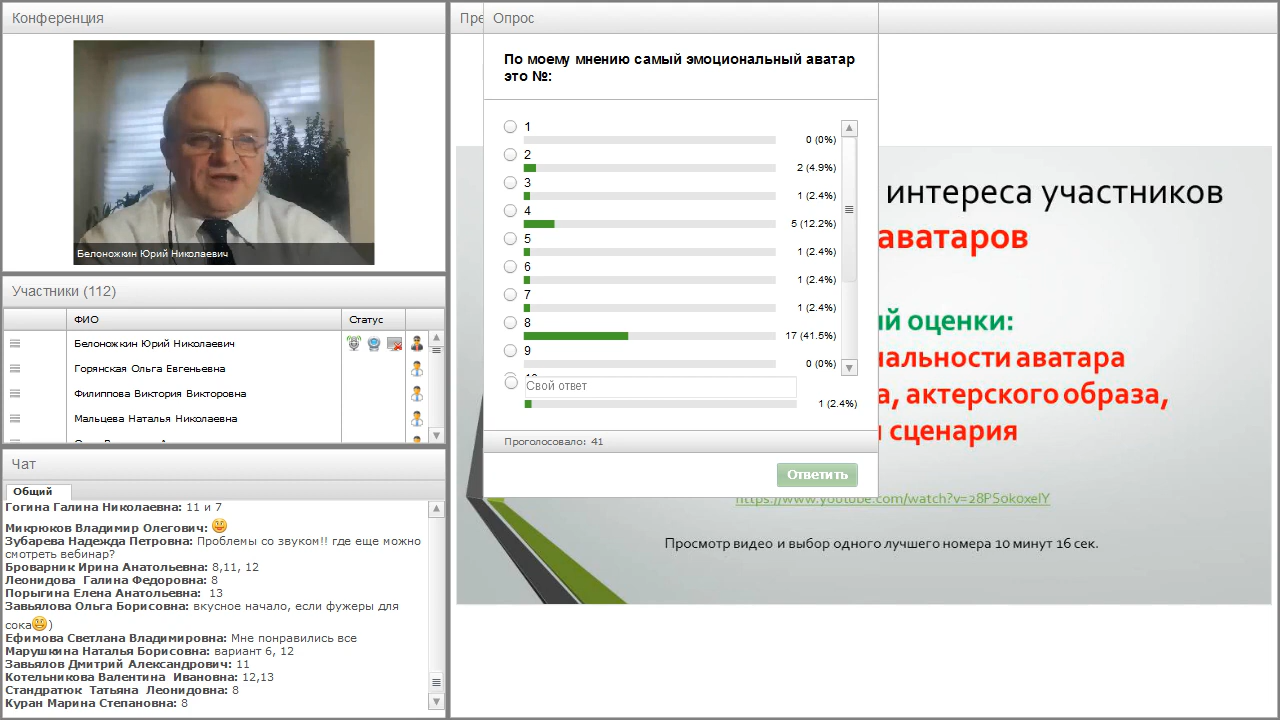 Конференция
Белоножкин Юрий Николаевич
Участники (112)
ФИО
Статус
Белоножкин Юрий Николаевич
Горянская Ольга Евгеньевна
Филиппова Виктория Викторовна
Мальцева Наталья Николаевна
Чат
Общий
Гогина Галина Николаевна: 11 и 7
Микрюков Владимир Олегович:
Зубарева Надежда Петровна: Проблемы со звуком!! где еще можно
смотреть вебинар?
Броварник Ирина Анатольевна: 8,11, 12
Леонидова Галина Федоровна: 8
Порыгина Елена Анатольевна: 13
Завьялова Ольга Борисовна: вкусное начало, если фужеры для
сока )
Ефимова Светлана Владимировна: Мне понравились все
Марушкина Наталья Борисовна: вариант 6, 12
Завьялов Дмитрий Александрович: 11
Котельникова Валентина Ивановна: 12,13
Стандратюк Татьяна Леонидовна: 8
Куран Марина Степановна: 8
Пре
Опрос
По моему мнению самый эмоциональный аватар
это №:
1
0 (0%)
2
2 (4.9%)
3
1 (2.4%)
4
5 (12.2%)
5
1 (2.4%)
6
1 (2.4%)
7
1 (2.4%)
8
17 (41.5%)
9
0 (0%)
Свой ответ
1 (2.4%)
Проголосовало: 41
Ответить
интереса участников
аватаров
й оценки:
нальности аватара
а, актерского образа,
и сценария
https://www.youtube.com/watch?v=28PSokoxeIY
Просмотр видео и выбор одного лучшего номера 10 минут 16 сек.